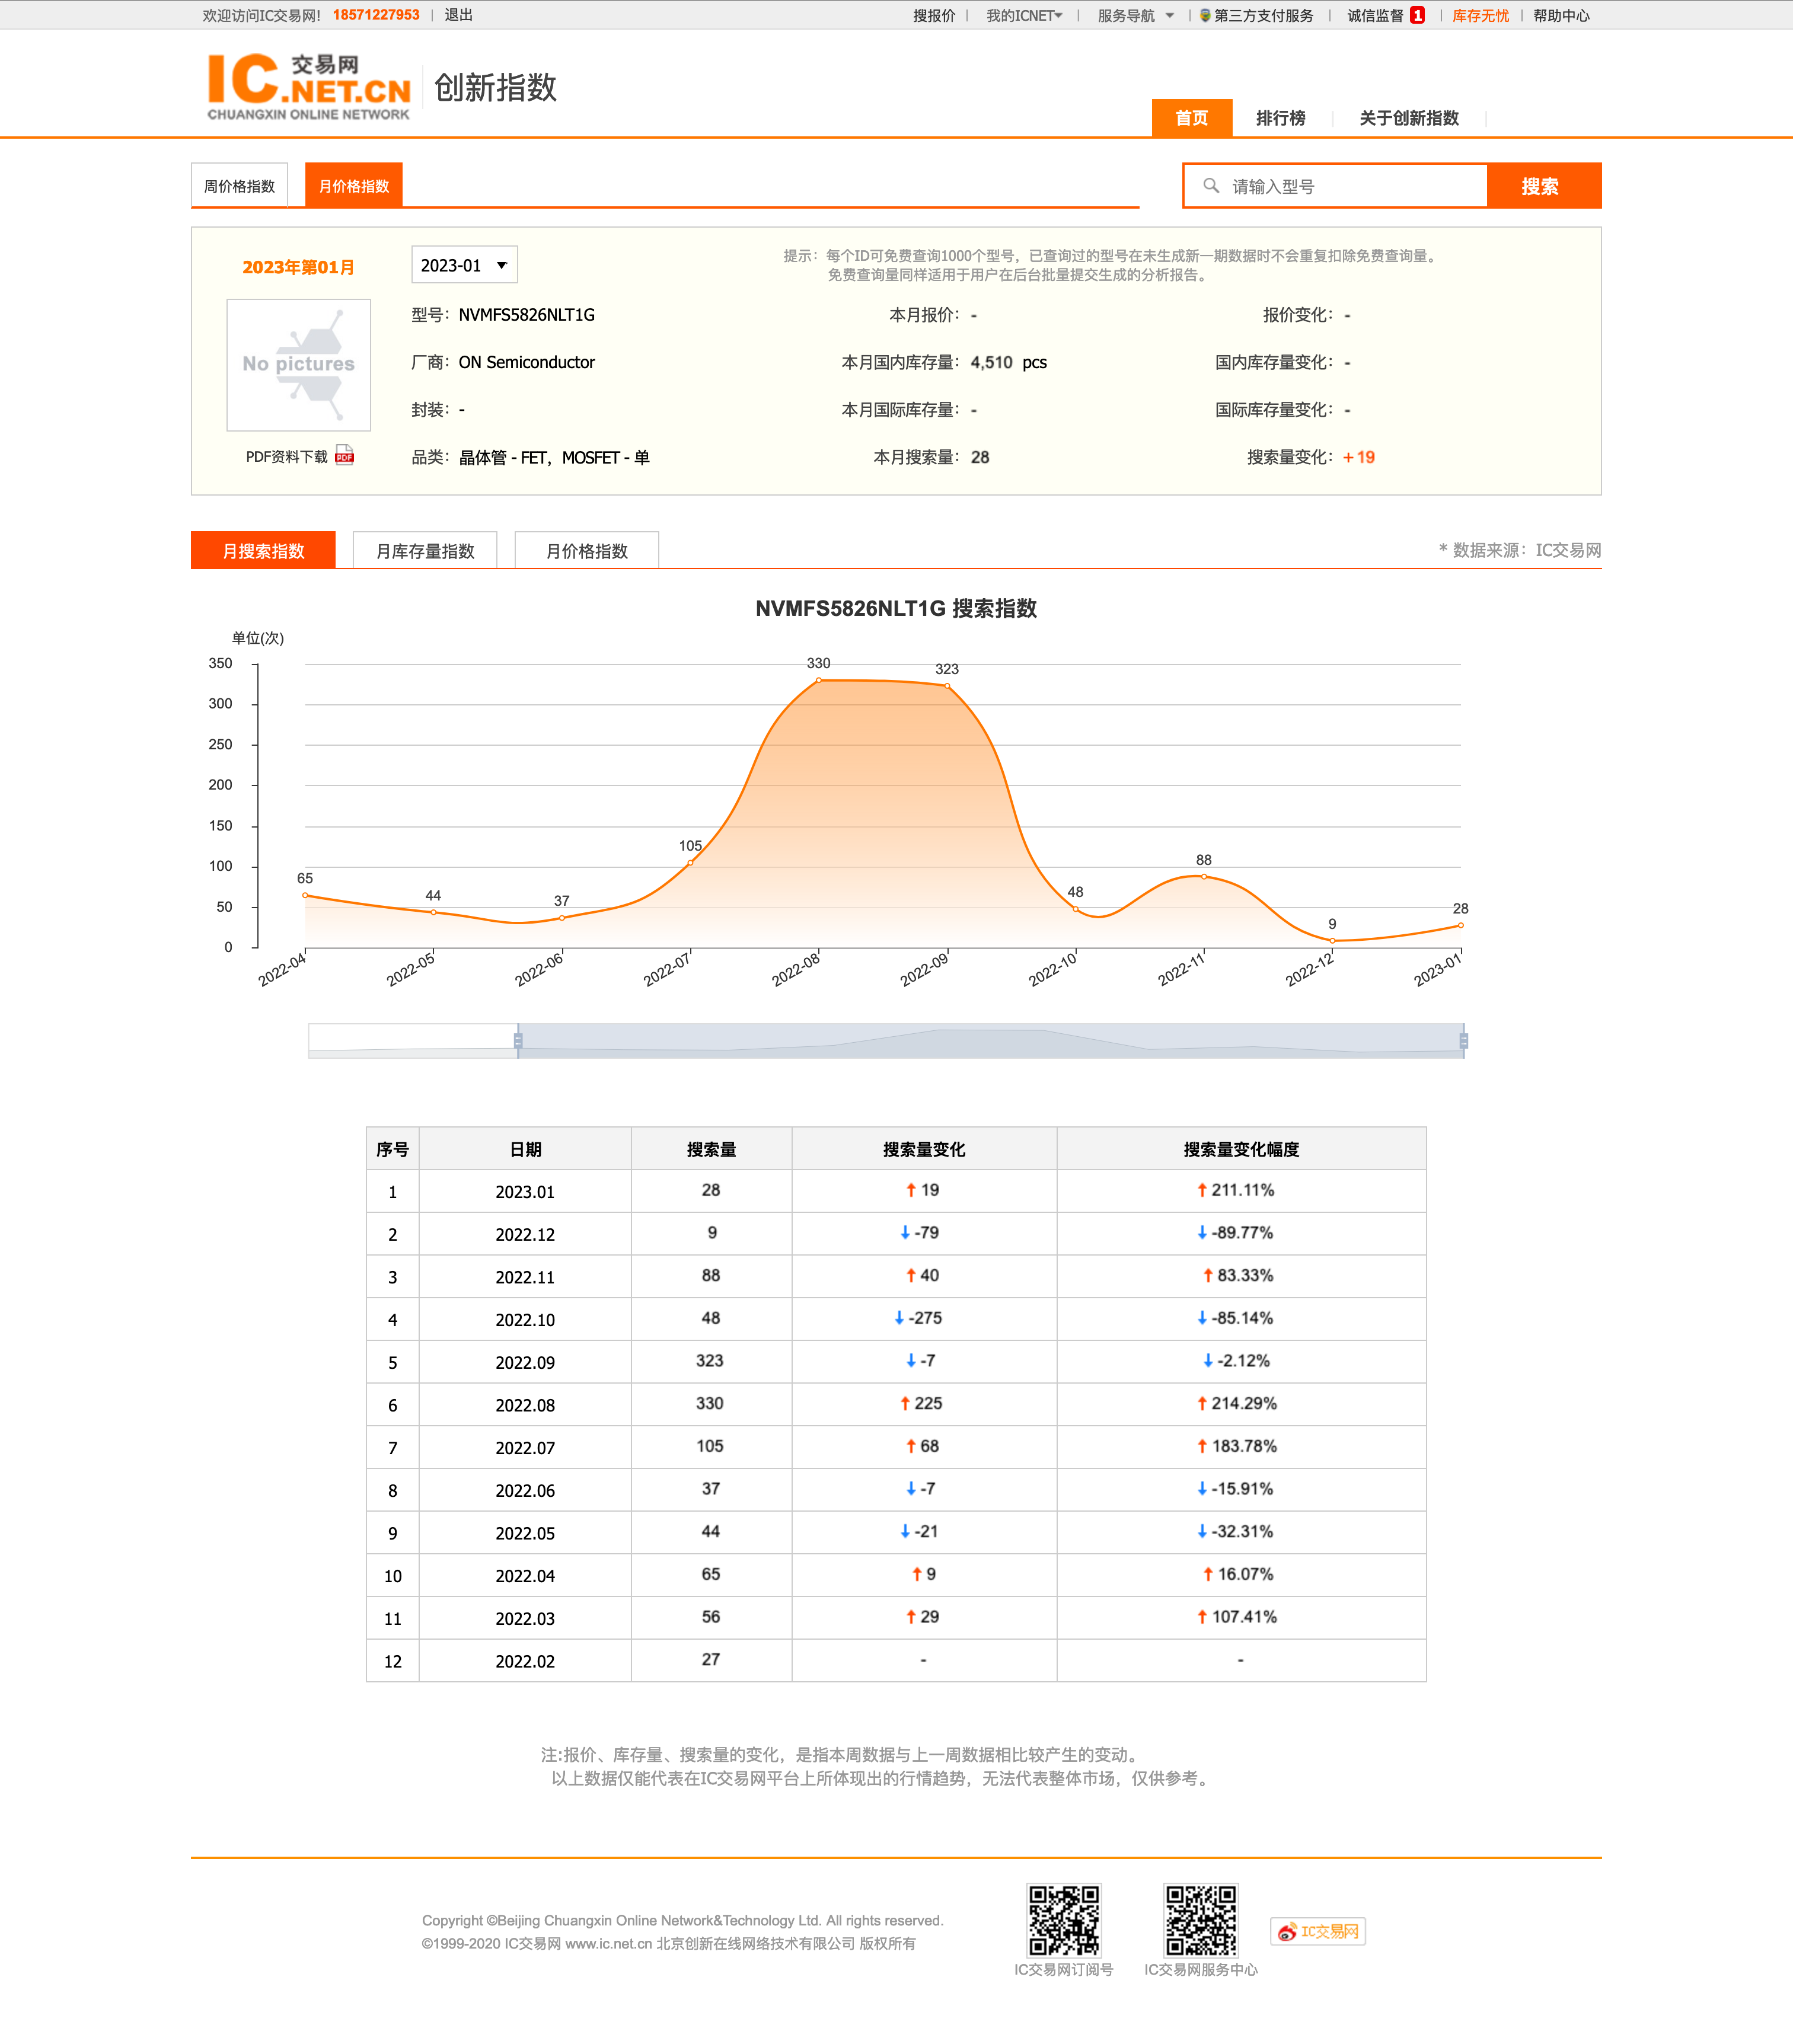 欢迎访问IC交易网! 18571227953 | 退出 搜报价 | 我的ICNET | 服务导航 | 第三方支付服务 | 诚信监督 1 | 库存无忧 | 帮助中心
IC 交易网 .NET.CN 创新指数
CHUANGXIN ONLINE NETWORK
首页 排行榜 关于创新指数
周价格指数 月价格指数 请输入型号 搜索
2023年第01月 2023-01 提示：每个ID可免费查询1000个型号，已查询过的型号在未生成新一期数据时不会重复扣除免费查询量。
免费查询量同样适用于用户在后台批量提交生成的分析报告。
型号：NVMFS5826NLT1G 本月报价：- 报价变化：-
No pictures
厂商：ON Semiconductor 本月国内库存量：4,510 pcs 国内库存量变化：-
封装：- 本月国际库存量：- 国际库存量变化：-
PDF资料下载 PDF 品类：晶体管 - FET，MOSFET - 单 本月搜索量：28 搜索量变化：+19
月搜索指数 月库存量指数 月价格指数 * 数据来源：IC交易网
NVMFS5826NLT1G 搜索指数
单位(次)
350
300
250
200
150
100
50
0
65 44 37 105 330 323 48 88 9 28
2022-04 2022-05 2022-06 2022-07 2022-08 2022-09 2022-10 2022-11 2022-12 2023-01
序号 日期 搜索量 搜索量变化 搜索量变化幅度
1 2023.01 28 ↑ 19 ↑ 211.11%
2 2022.12 9 ↓ -79 ↓ -89.77%
3 2022.11 88 ↑ 40 ↑ 83.33%
4 2022.10 48 ↓ -275 ↓ -85.14%
5 2022.09 323 ↓ -7 ↓ -2.12%
6 2022.08 330 ↑ 225 ↑ 214.29%
7 2022.07 105 ↑ 68 ↑ 183.78%
8 2022.06 37 ↓ -7 ↓ -15.91%
9 2022.05 44 ↓ -21 ↓ -32.31%
10 2022.04 65 ↑ 9 ↑ 16.07%
11 2022.03 56 ↑ 29 ↑ 107.41%
12 2022.02 27 - -
注:报价、库存量、搜索量的变化，是指本周数据与上一周数据相比较产生的变动。
以上数据仅能代表在IC交易网平台上所体现出的行情趋势，无法代表整体市场，仅供参考。
Copyright ©Beijing Chuangxin Online Network&Technology Ltd. All rights reserved.
©1999-2020 IC交易网 www.ic.net.cn 北京创新在线网络技术有限公司 版权所有
IC交易网
IC交易网订阅号 IC交易网服务中心